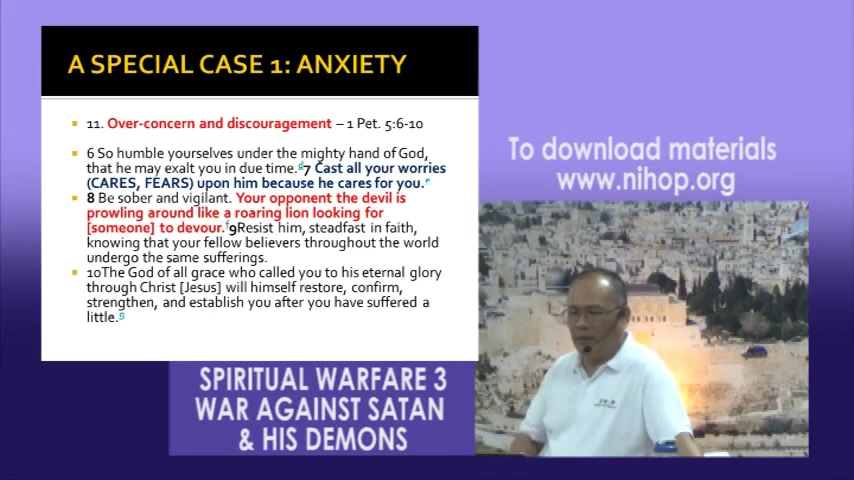 A SPECIAL CASE 1: ANXIETY
11. Over-concern and discouragement – 1 Pet. 5:6-10
6 So humble yourselves under the mighty hand of God,
that he may exalt you in due time.d7 Cast all your worries
(CARES, FEARS) upon him because he cares for you.e
8 Be sober and vigilant. Your opponent the devil is
prowling around like a roaring lion looking for
[someone] to devour.f9Resist him, steadfast in faith,
knowing that your fellow believers throughout the world
undergo the same sufferings.
10The God of all grace who called you to his eternal glory
through Christ [Jesus] will himself restore, confirm,
strengthen, and establish you after you have suffered a
little.g
To download materials
www.nihop.org
SPIRITUAL WARFARE 3
WAR AGAINST SATAN
& HIS DEMONS